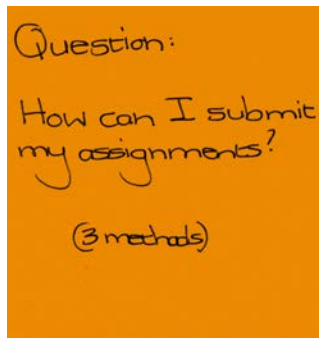 Question:
How can I submit
my assignments?
(3 methods)